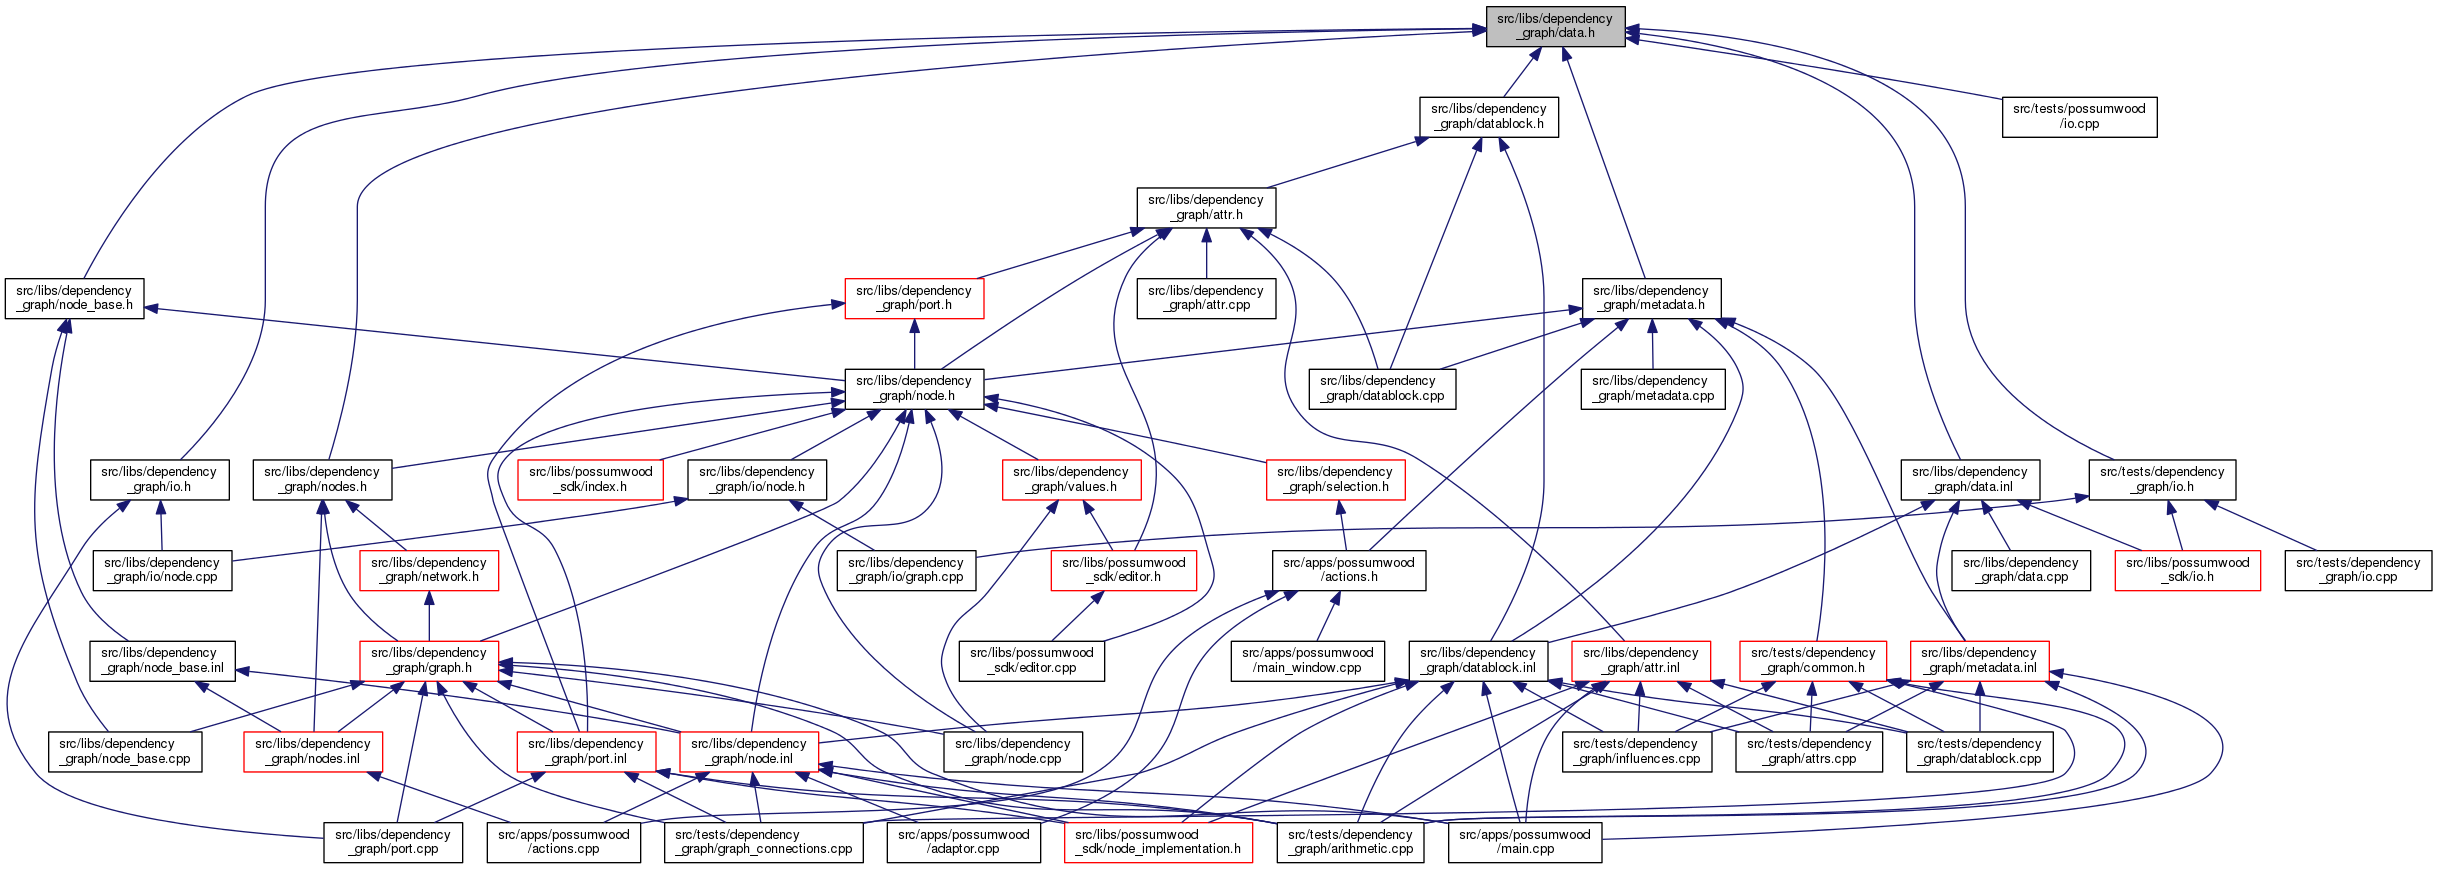 src/libs/dependency
_graph/data.h
src/libs/dependency
_graph/datablock.h
src/tests/possumwood
/io.cpp
src/libs/dependency
_graph/attr.h
src/libs/dependency
_graph/node_base.h
src/libs/dependency
_graph/port.h
src/libs/dependency
_graph/attr.cpp
src/libs/dependency
_graph/metadata.h
src/libs/dependency
_graph/node.h
src/libs/dependency
_graph/datablock.cpp
src/libs/dependency
_graph/metadata.cpp
src/libs/dependency
_graph/io.h
src/libs/dependency
_graph/nodes.h
src/libs/possumwood
_sdk/index.h
src/libs/dependency
_graph/io/node.h
src/libs/dependency
_graph/values.h
src/libs/dependency
_graph/selection.h
src/libs/dependency
_graph/data.inl
src/tests/dependency
_graph/io.h
src/libs/dependency
_graph/io/node.cpp
src/libs/dependency
_graph/network.h
src/libs/dependency
_graph/io/graph.cpp
src/libs/possumwood
_sdk/editor.h
src/apps/possumwood
/actions.h
src/libs/dependency
_graph/data.cpp
src/libs/possumwood
_sdk/io.h
src/tests/dependency
_graph/io.cpp
src/libs/dependency
_graph/node_base.inl
src/libs/dependency
_graph/graph.h
src/libs/possumwood
_sdk/editor.cpp
src/apps/possumwood
/main_window.cpp
src/libs/dependency
_graph/datablock.inl
src/libs/dependency
_graph/attr.inl
src/tests/dependency
_graph/common.h
src/libs/dependency
_graph/metadata.inl
src/libs/dependency
_graph/node_base.cpp
src/libs/dependency
_graph/nodes.inl
src/libs/dependency
_graph/port.inl
src/libs/dependency
_graph/node.inl
src/libs/dependency
_graph/node.cpp
src/tests/dependency
_graph/influences.cpp
src/tests/dependency
_graph/attrs.cpp
src/tests/dependency
_graph/datablock.cpp
src/libs/dependency
_graph/port.cpp
src/apps/possumwood
/actions.cpp
src/tests/dependency
_graph/graph_connections.cpp
src/apps/possumwood
/adaptor.cpp
src/libs/possumwood
_sdk/node_implementation.h
src/tests/dependency
_graph/arithmetic.cpp
src/apps/possumwood
/main.cpp